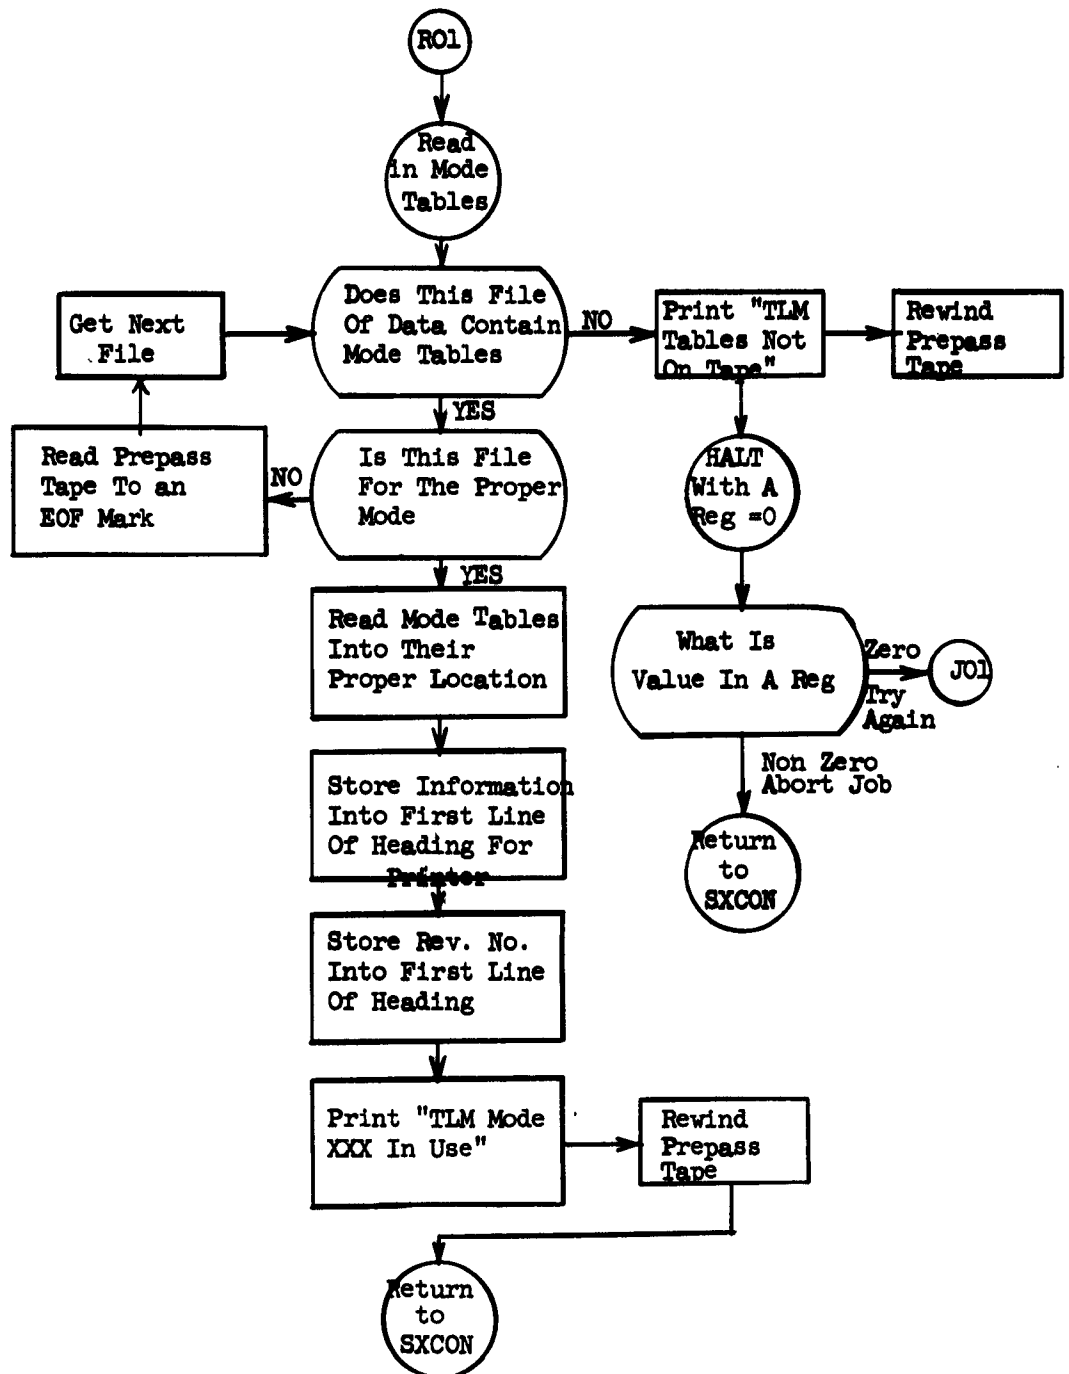 R01
Read
in Mode
Tables
Get Next
File
Does This File
Of Data Contain
Mode Tables
NO
Print "TLM
Tables Not
On Tape"
Rewind
Prepass
Tape
YES
Read Prepass
Tape To an
EOF Mark
NO
Is This File
For The Proper
Mode
HALT
With A
Reg =0
YES
Read Mode Tables
Into Their
Proper Location
What Is
Value In A Reg
Zero
Try
Again
J01
Non Zero
Abort Job
Store Information
Into First Line
Of Heading For
Printer
Return
to
SXCON
Store Rev. No.
Into First Line
Of Heading
Print "TLM Mode
XXX In Use"
Rewind
Prepass
Tape
Return
to
SXCON